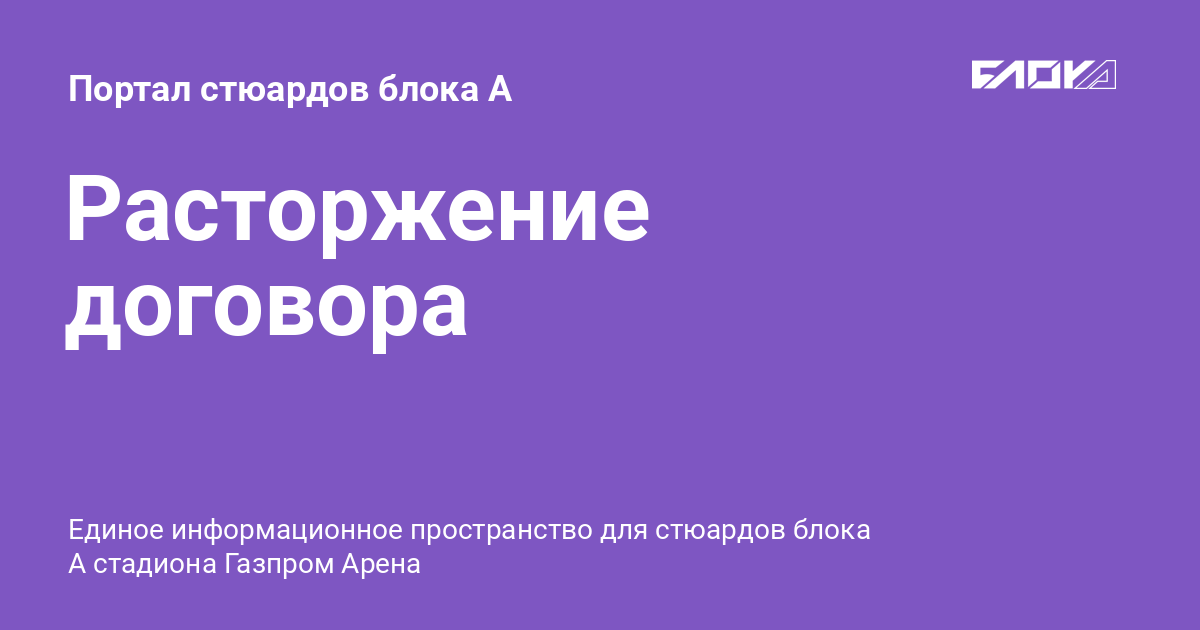 Портал стюардов блока А
БЛОКА
Расторжение
договора
Единое информационное пространство для стюардов блока
А стадиона Газпром Арена